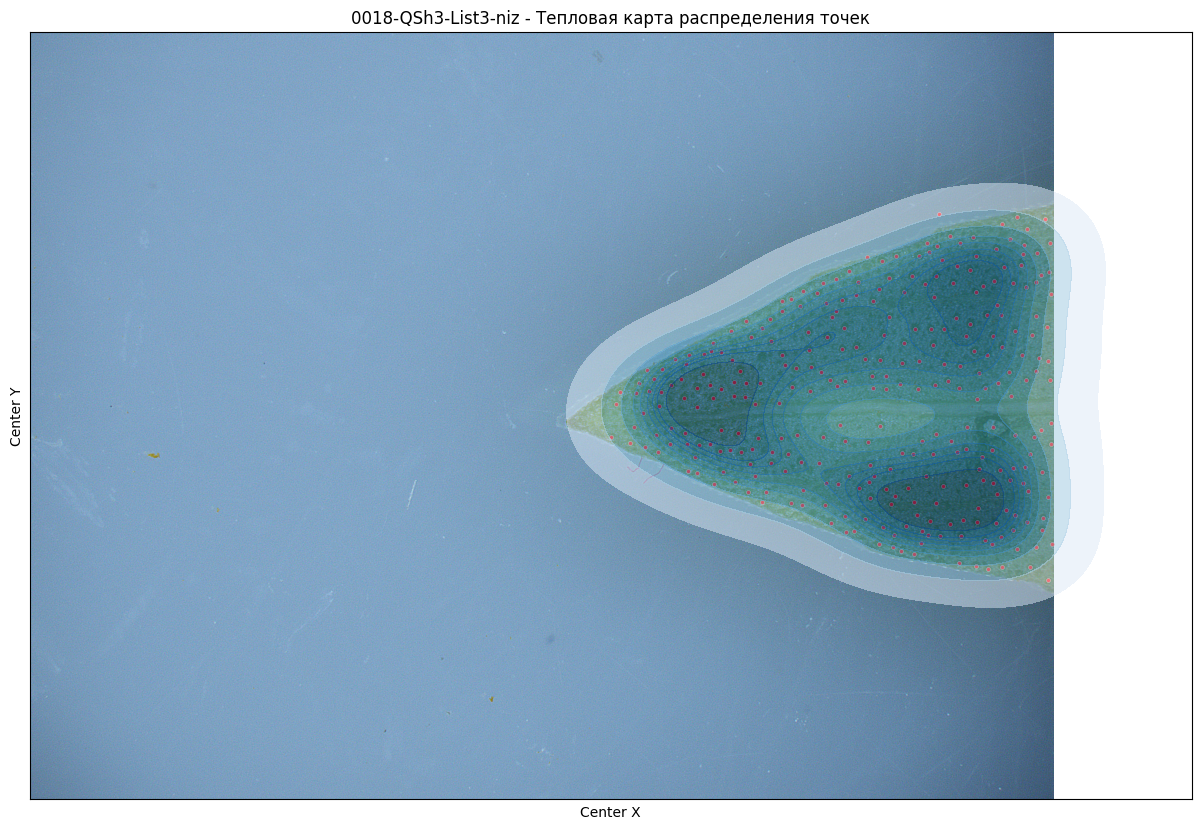 0018-QSh3-List3-niz - Тепловая карта распределения точек
Center Y
Center X